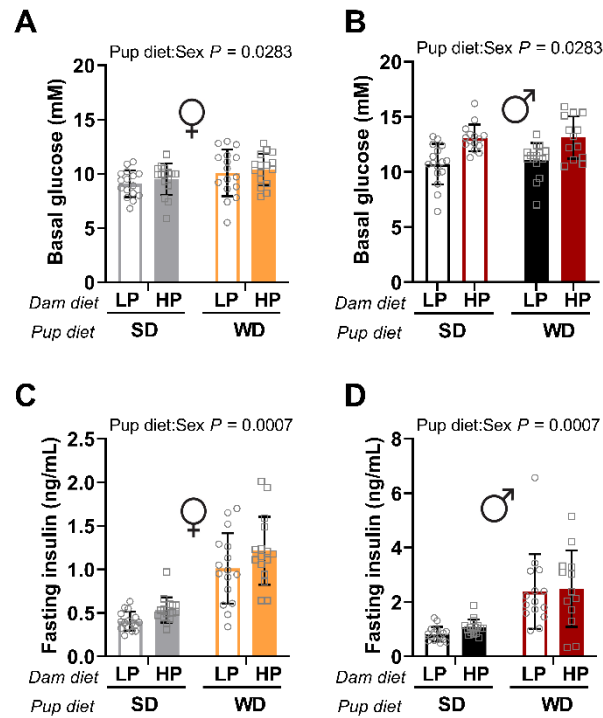 A
Pup diet:Sex P = 0.0283
Basal glucose (mM)
20
15
10
5
0
♀
Dam diet LP HP LP HP
Pup diet SD WD
B
Pup diet:Sex P = 0.0283
Basal glucose (mM)
20
15
10
5
0
♂
Dam diet LP HP LP HP
Pup diet SD WD
C
Pup diet:Sex P = 0.0007
Fasting insulin (ng/mL)
2.5
2.0
1.5
1.0
0.5
0.0
♀
Dam diet LP HP LP HP
Pup diet SD WD
D
Pup diet:Sex P = 0.0007
Fasting insulin (ng/mL)
8
6
4
2
0
♂
Dam diet LP HP LP HP
Pup diet SD WD